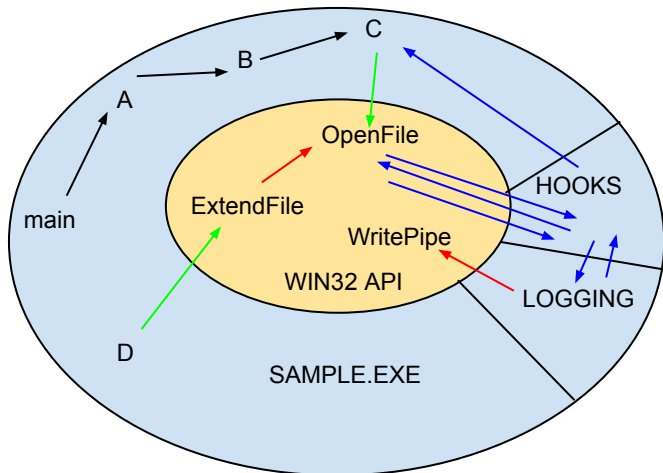 C
B
A
OpenFile
HOOKS
main
ExtendFile
WritePipe
WIN32 API
LOGGING
D
SAMPLE.EXE